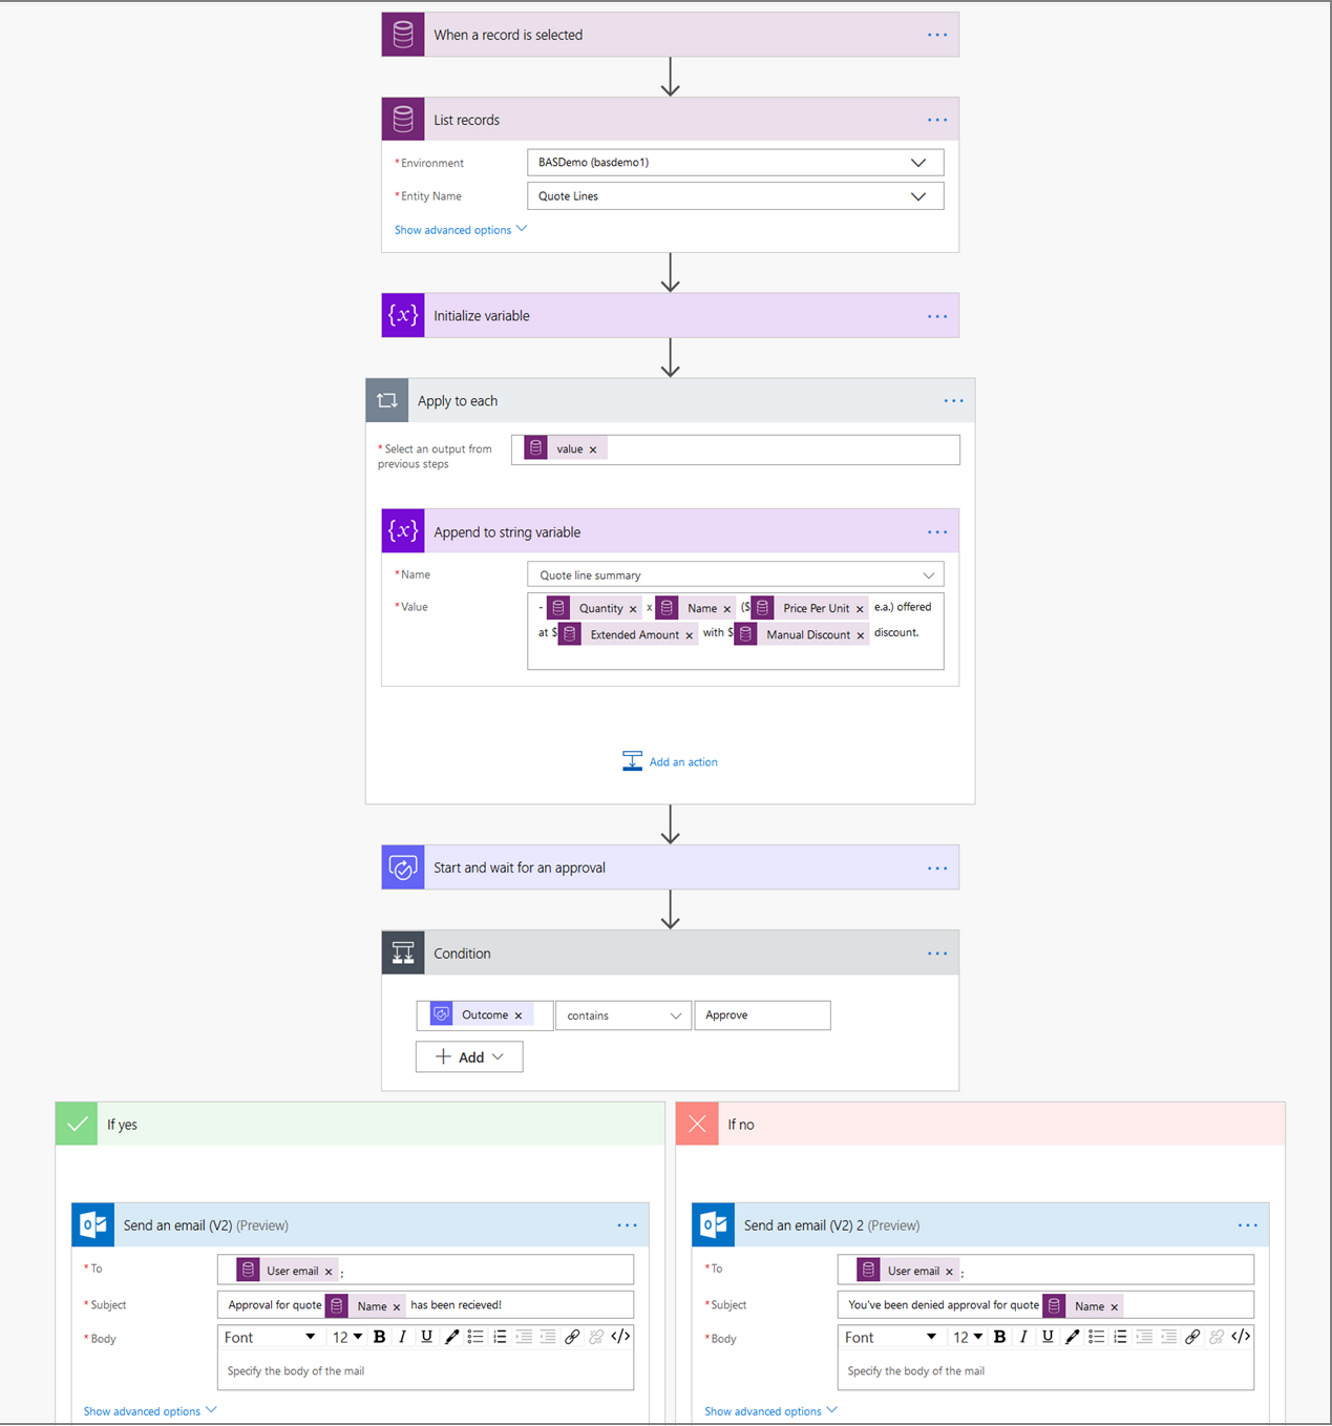 When a record is selected
List records
*Environment
BASDemo (basdemo1)
*Entity Name
Quote Lines
Show advanced options
{x} Initialize variable
Apply to each
*Select an output from
previous steps
value ×
{x} Append to string variable
*Name
Quote line summary
*Value
- Quantity × x Name × ($ Price Per Unit × e.a.) offered
at $ Extended Amount × with $ Manual Discount × discount.
Add an action
Start and wait for an approval
Condition
Outcome × contains Approve
+ Add
If yes
Send an email (V2) (Preview)
*To
User email × ;
*Subject
Approval for quote Name × has been recieved!
*Body
Font 12 B I U </>
Specify the body of the mail
Show advanced options
If no
Send an email (V2) 2 (Preview)
*To
User email × ;
*Subject
You've been denied approval for quote Name ×
*Body
Font 12 B I U </>
Specify the body of the mail
Show advanced options